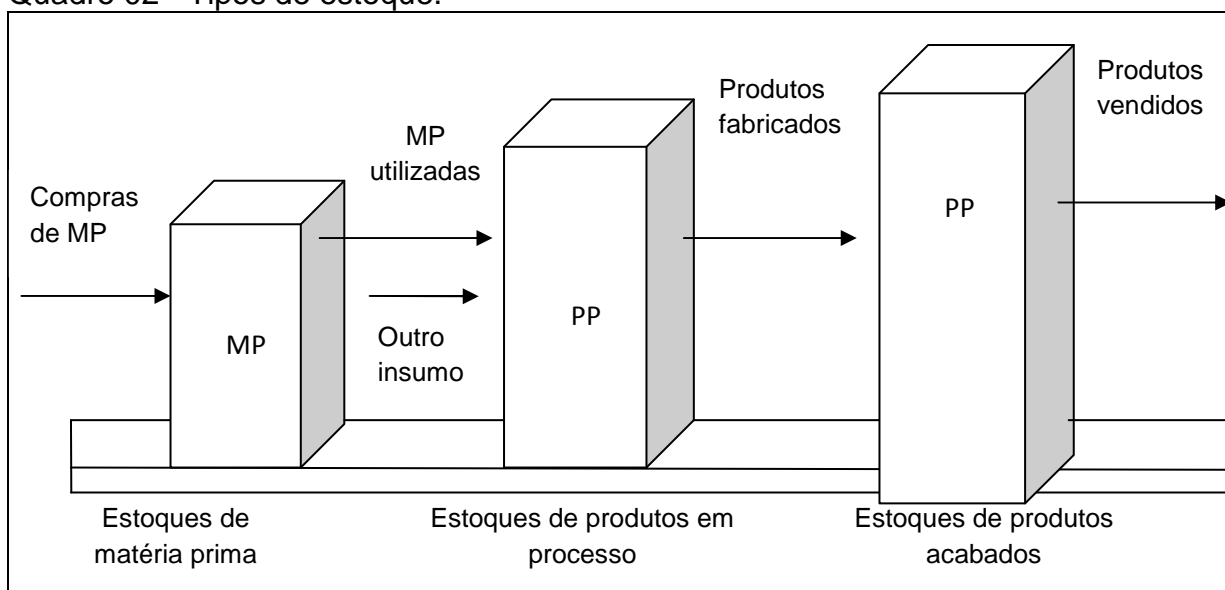 Quadro 02 - Tipos de estoque.
Compras
de MP
MP
MP
utilizadas
Outro
insumo
PP
Produtos
fabricados
PP
Produtos
vendidos
Estoques de
matéria prima
Estoques de produtos em
processo
Estoques de produtos
acabados